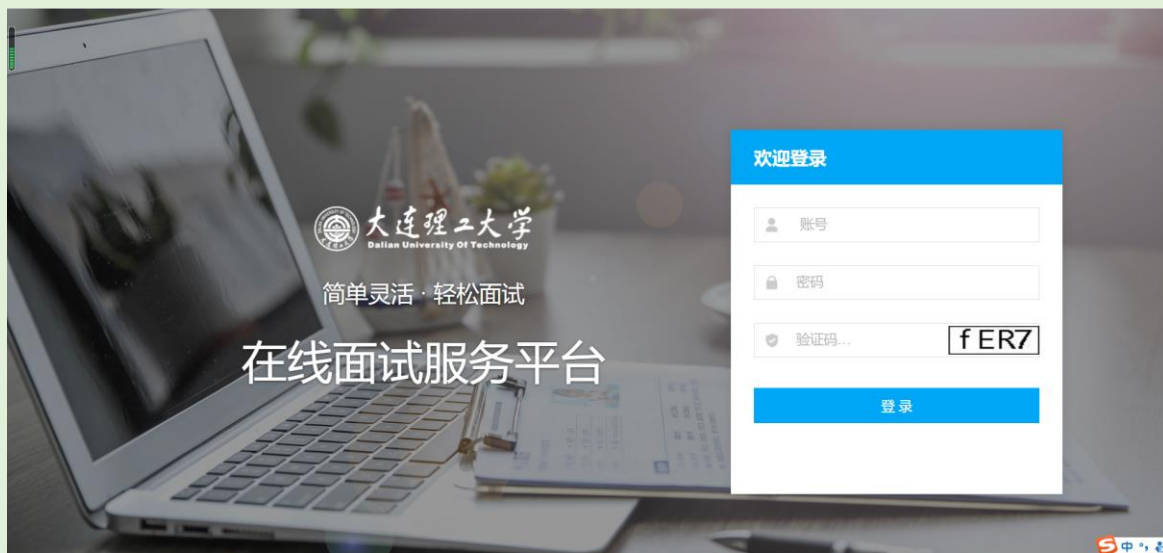 大连理工大学
Dalian University Of Technology
简单灵活 · 轻松面试
在线面试服务平台
欢迎登录
账号
密码
验证码...
fER7
登录
中